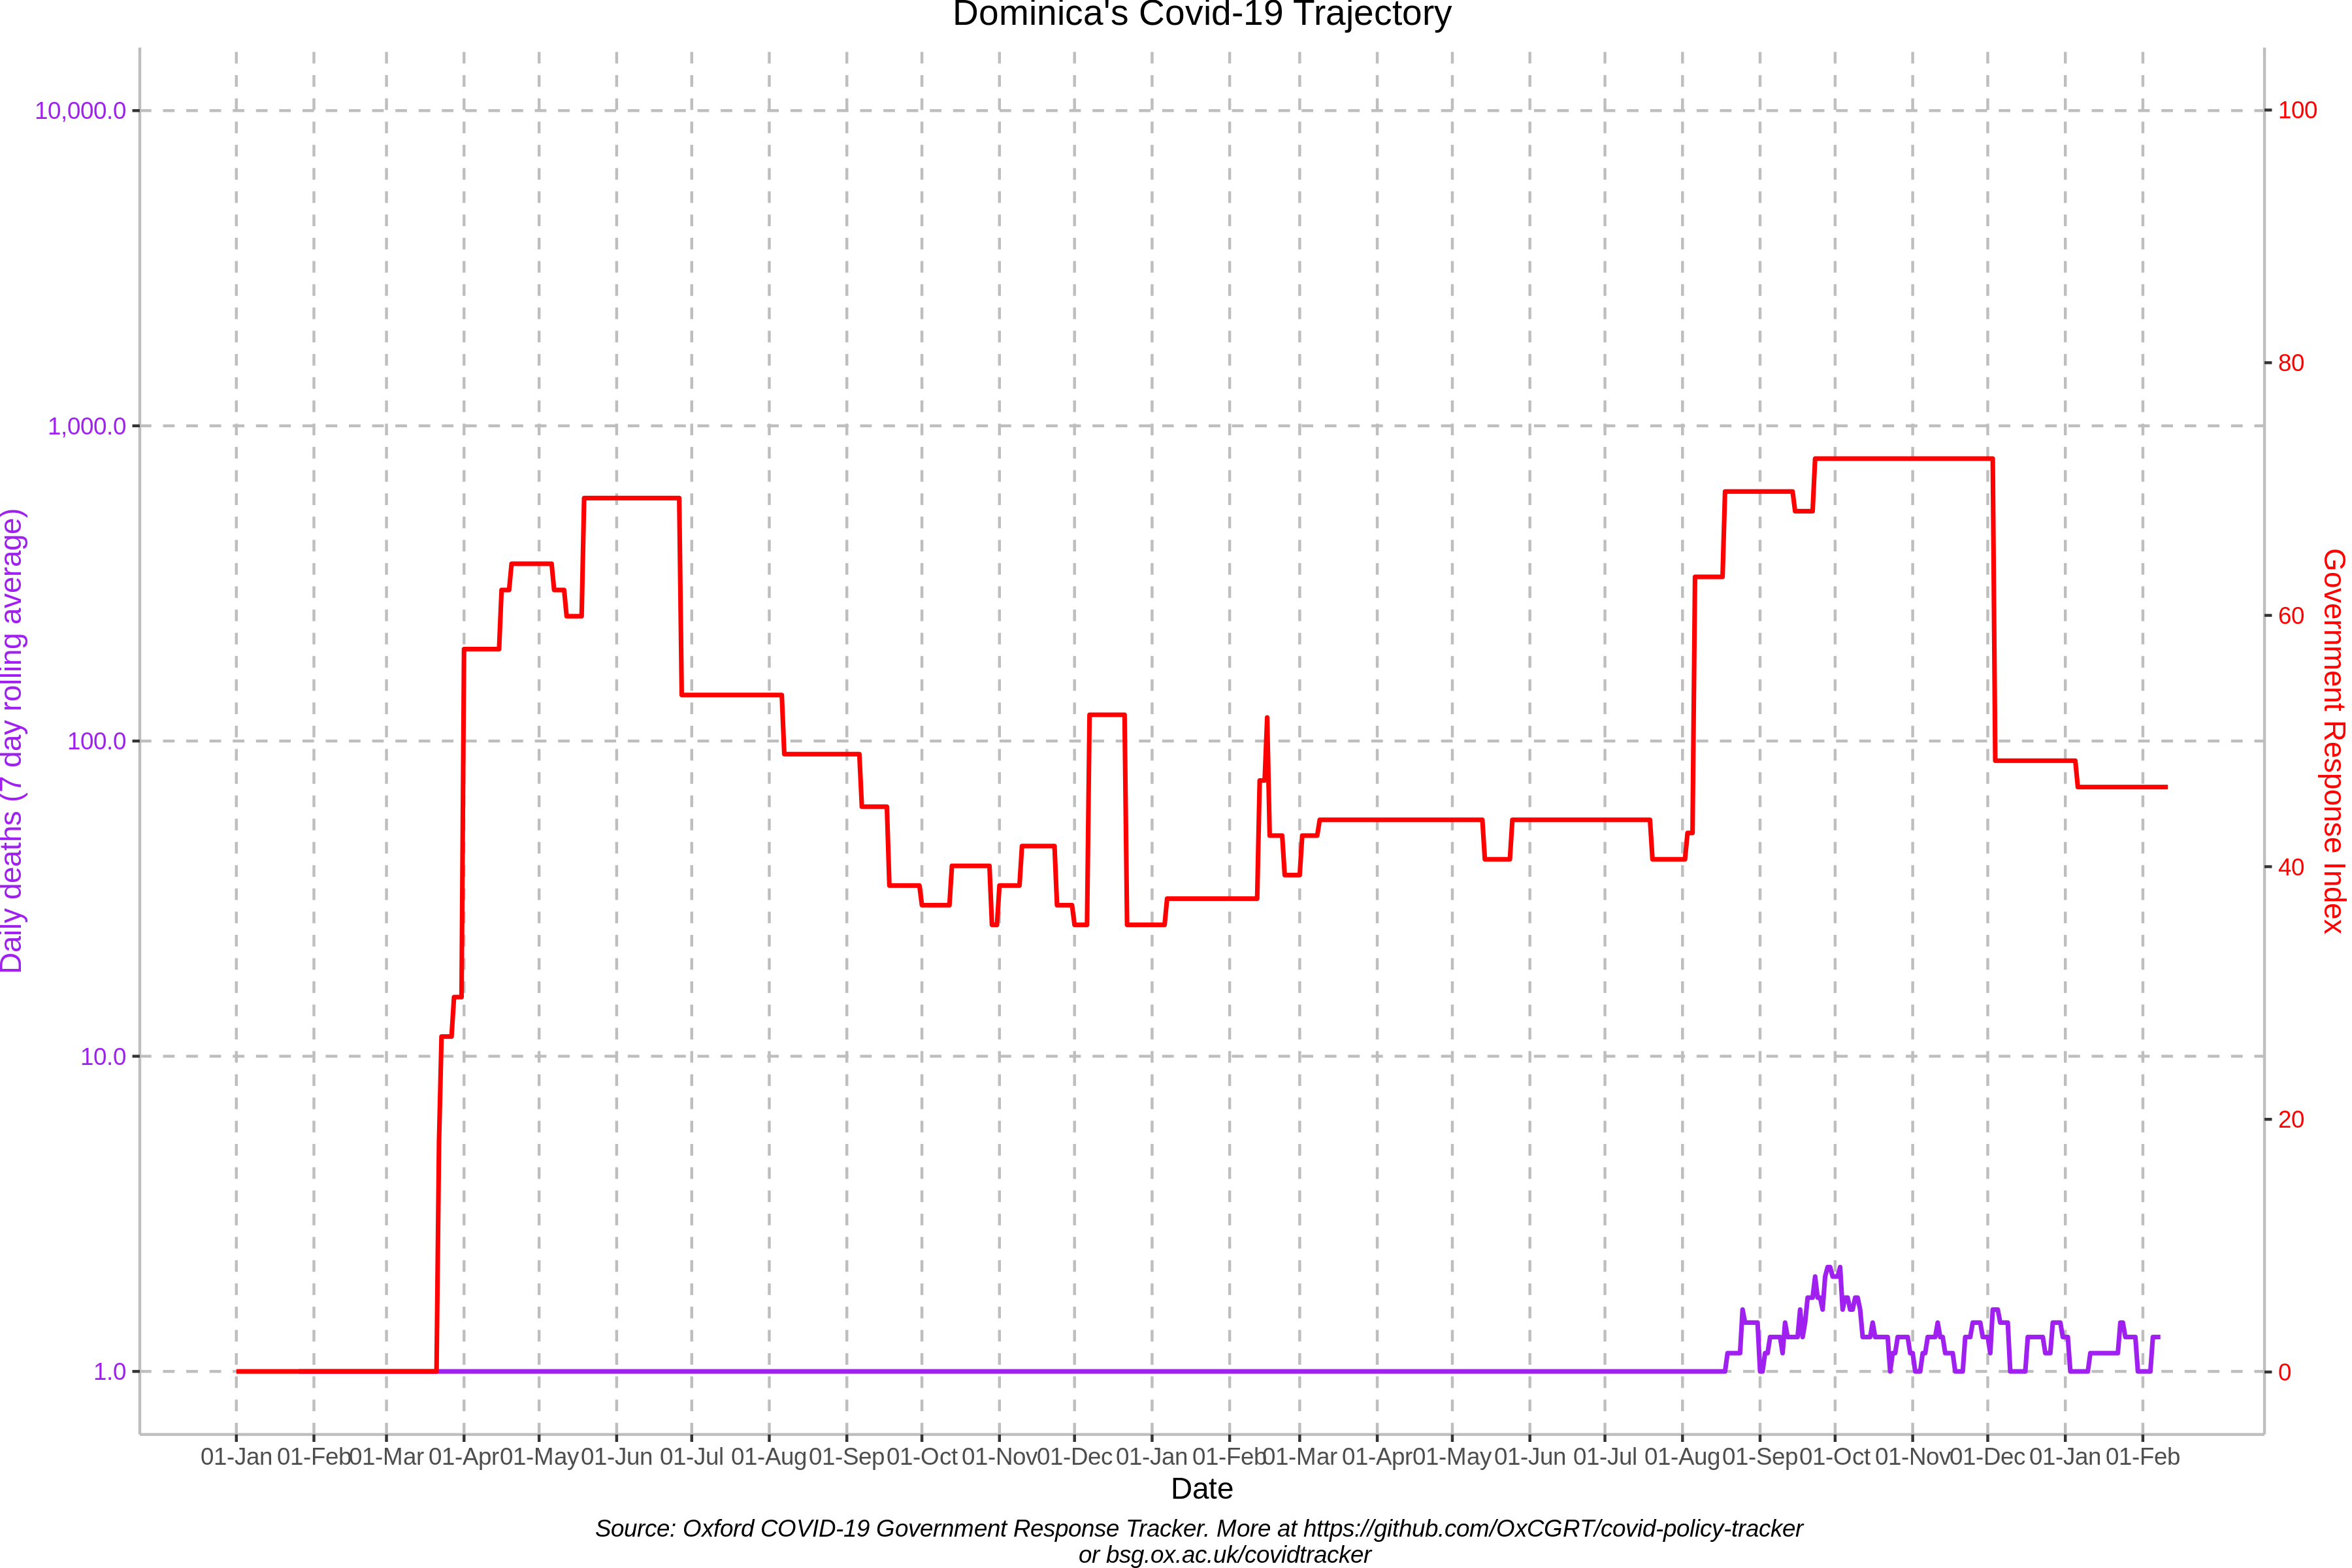 Dominica's Covid-19 Trajectory
10,000.0
1,000.0
100.0
10.0
1.0
Daily deaths (7 day rolling average)
100
80
60
40
20
0
Government Response Index
01-Jan 01-Feb 01-Mar 01-Apr 01-May 01-Jun 01-Jul 01-Aug 01-Sep 01-Oct 01-Nov 01-Dec 01-Jan 01-Feb 01-Mar 01-Apr 01-May 01-Jun 01-Jul 01-Aug 01-Sep 01-Oct 01-Nov 01-Dec 01-Jan 01-Feb
Date
Source: Oxford COVID-19 Government Response Tracker. More at https://github.com/OxCGRT/covid-policy-tracker
or bsg.ox.ac.uk/covidtracker